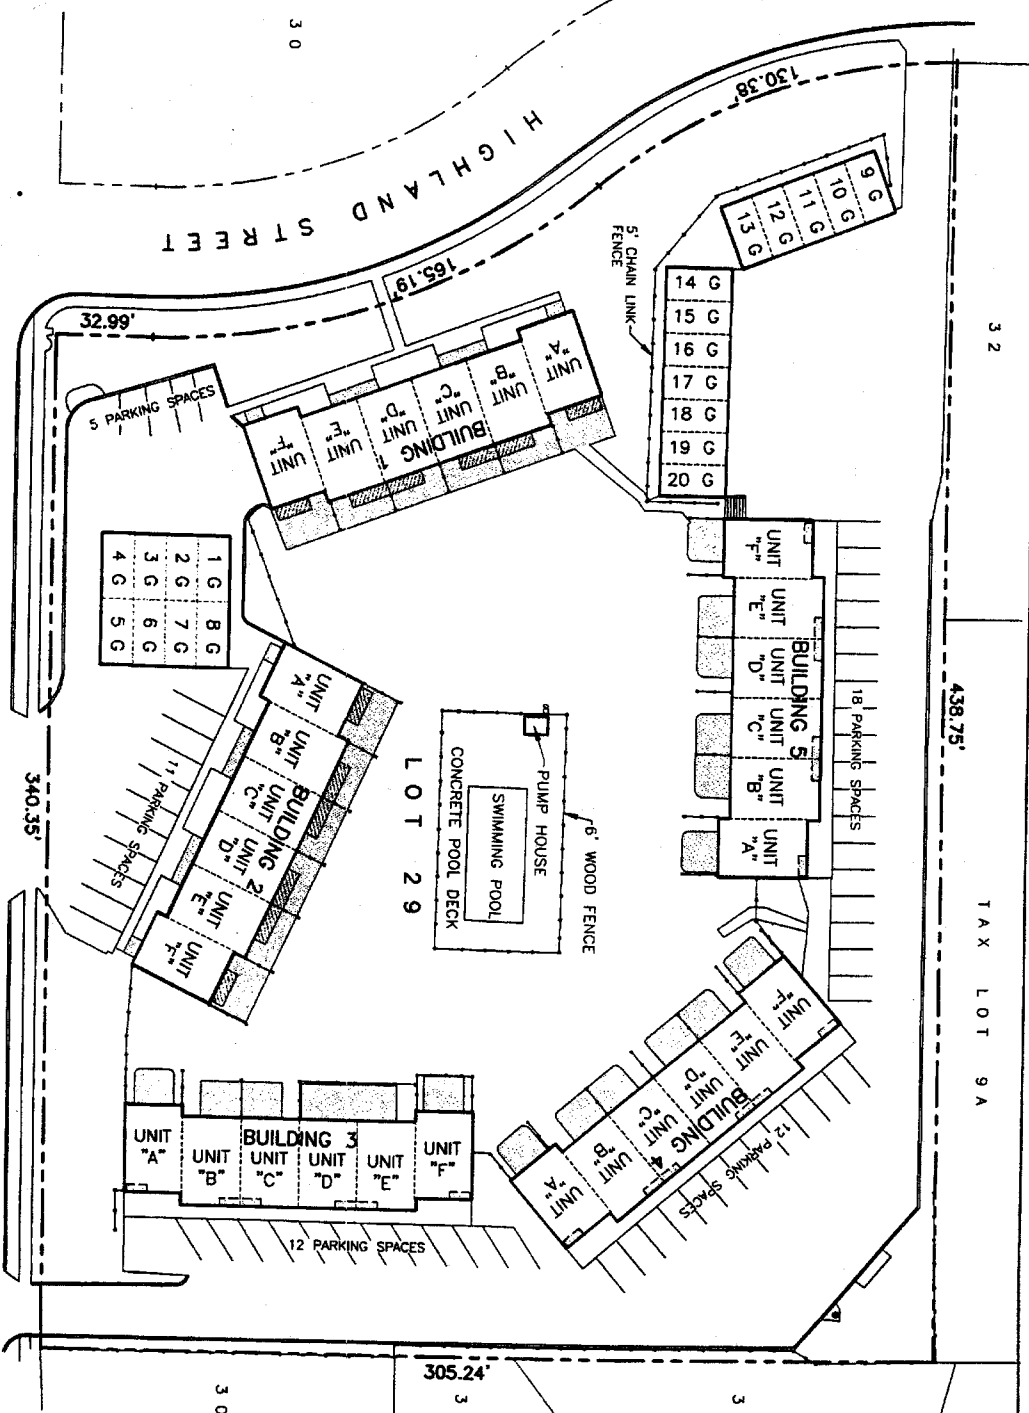 30
130.38'
HIGHLAND STREET
9 G
10 G
11 G
12 G
13 G
5' CHAIN LINK
FENCE
165.19'
32.99'
32
14 G
15 G
16 G
17 G
18 G
19 G
20 G
5 PARKING SPACES
BUILDING 1
UNIT
"A"
UNIT
"B"
UNIT
"C"
UNIT
"D"
UNIT
"E"
UNIT
"F"
1 G
2 G
3 G
4 G
8 G
7 G
6 G
5 G
BUILDING 5
UNIT
"F"
UNIT
"E"
UNIT
"D"
UNIT
"C"
UNIT
"B"
UNIT
"A"
18 PARKING SPACES
438.75'
TAX LOT 9A
340.35'
11 PARKING
SPACES
BUILDING 2
UNIT
"A"
UNIT
"B"
UNIT
"C"
UNIT
"D"
UNIT
"E"
UNIT
"F"
LOT 29
CONCRETE POOL DECK
SWIMMING POOL
PUMP HOUSE
6' WOOD FENCE
BUILDING 4
UNIT
"F"
UNIT
"E"
UNIT
"D"
UNIT
"C"
UNIT
"B"
UNIT
"A"
12 PARKING SPACES
BUILDING 3
UNIT
"A"
UNIT
"B"
UNIT
"C"
UNIT
"D"
UNIT
"E"
UNIT
"F"
12 PARKING SPACES
305.24'
30
3
3